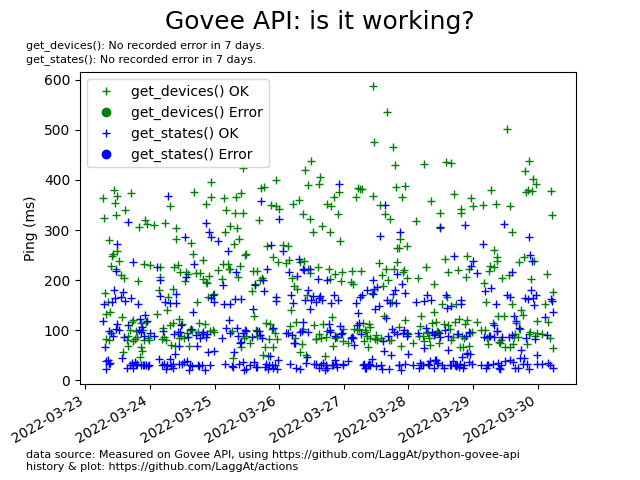 Govee API: is it working?
get_devices(): No recorded error in 7 days.
get_states(): No recorded error in 7 days.
get_devices() OK
get_devices() Error
get_states() OK
get_states() Error
600
500
400
300
200
100
0
Ping (ms)
2022-03-23
2022-03-24
2022-03-25
2022-03-26
2022-03-27
2022-03-28
2022-03-29
2022-03-30
data source: Measured on Govee API, using https://github.com/LaggAt/python-govee-api
history & plot: https://github.com/LaggAt/actions